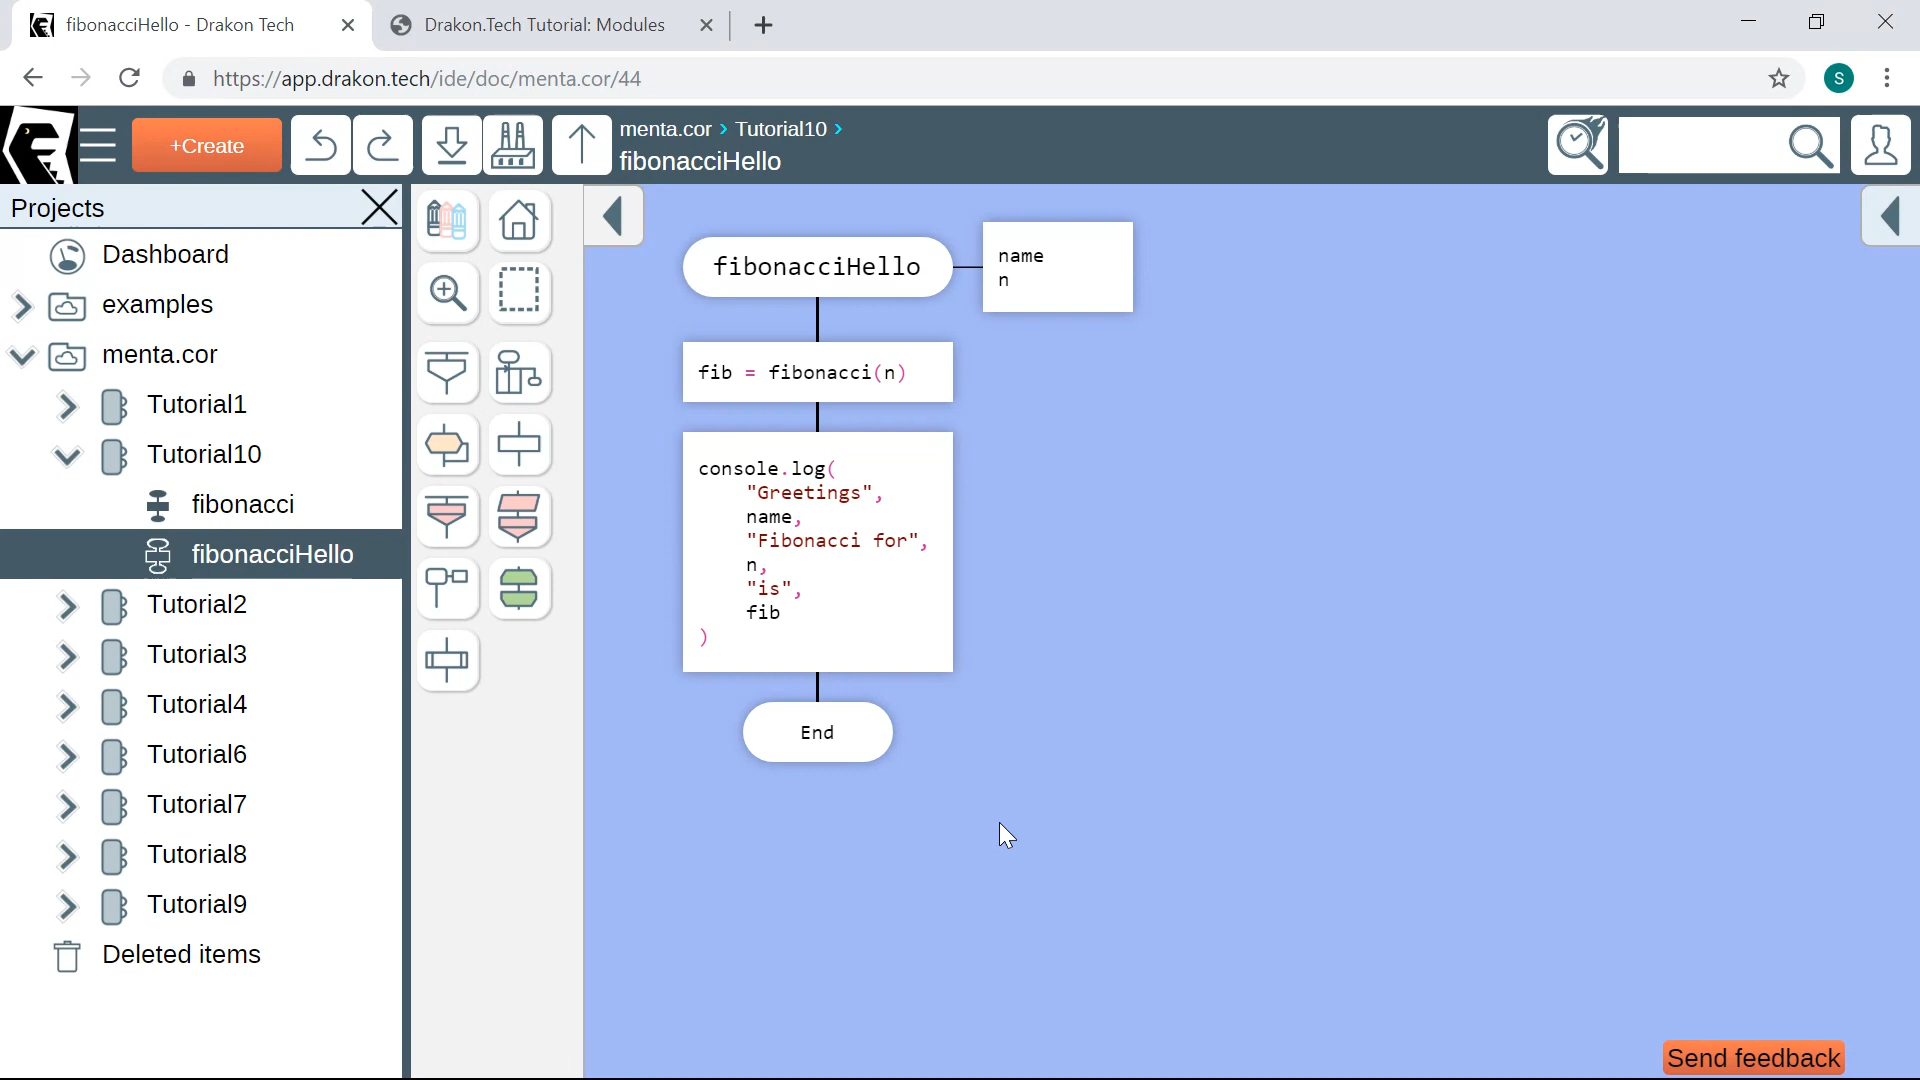 fibonacciHello - Drakon Tech
Drakon.Tech Tutorial: Modules
https://app.drakon.tech/ide/doc/menta.cor/44
S
+Create
menta.cor > Tutorial10 >
fibonacciHello
Projects
Dashboard
examples
menta.cor
Tutorial1
Tutorial10
fibonacci
fibonacciHello
Tutorial2
Tutorial3
Tutorial4
Tutorial6
Tutorial7
Tutorial8
Tutorial9
Deleted items
fibonacciHello
name
n
fib = fibonacci(n)
console.log(
"Greetings",
name,
"Fibonacci for",
n,
"is",
fib
)
End
Send feedback